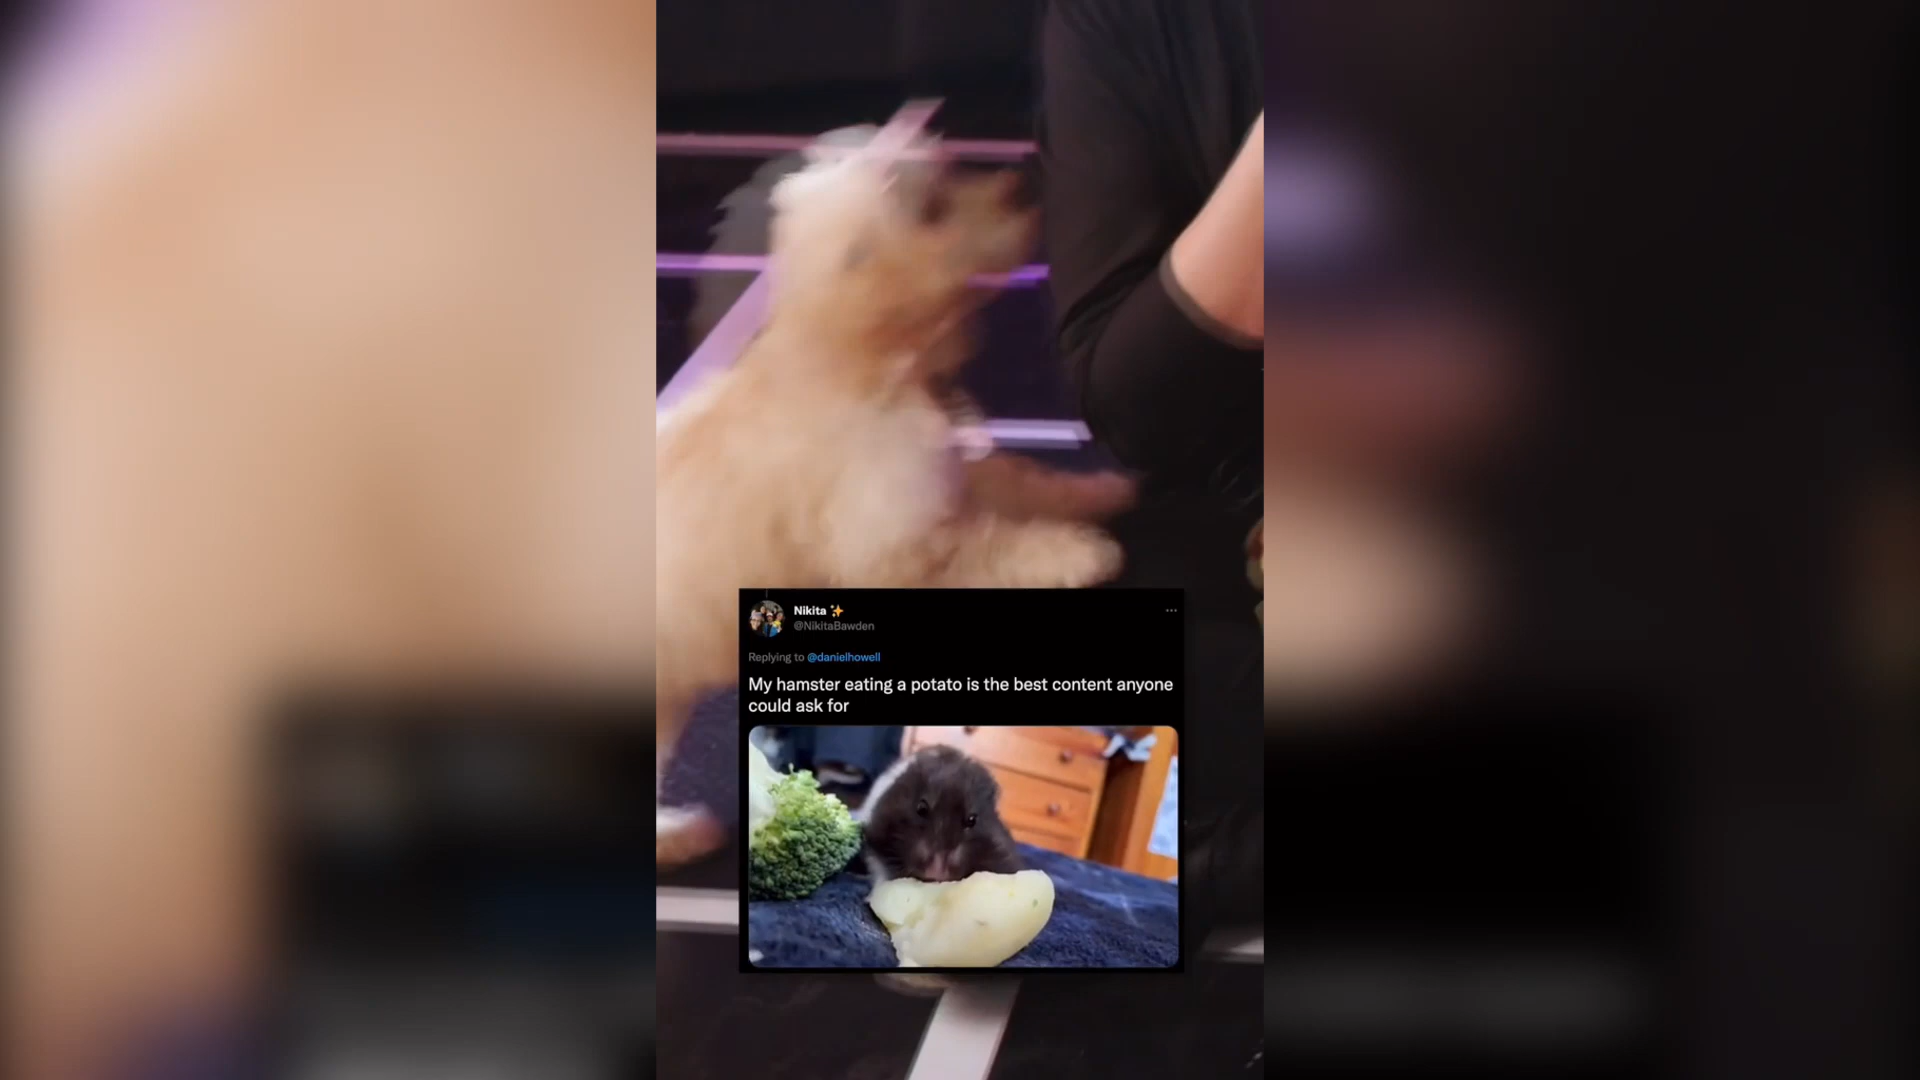 Nikita ✨
@NikitaBawden
Replying to @danielhowell
My hamster eating a potato is the best content anyone
could ask for